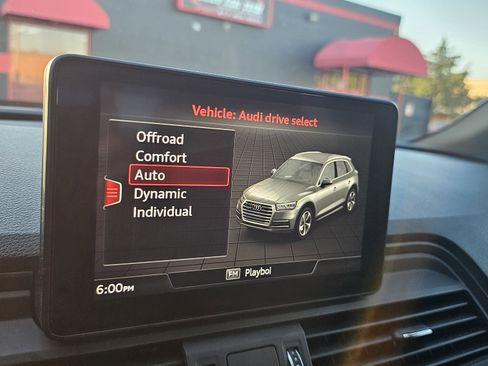 Vehicle: Audi drive select
Offroad
Comfort
Auto
Dynamic
Individual
FM Playboi
6:00PM